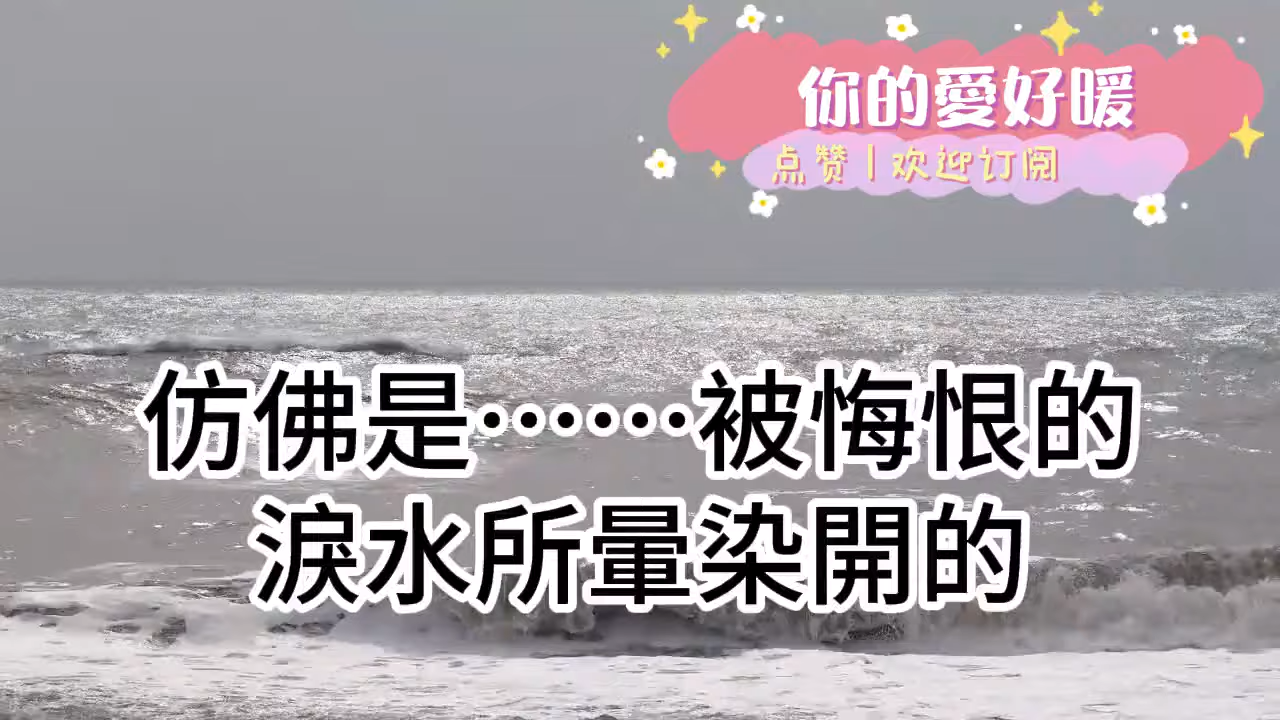 你的愛好暖
点赞|欢迎订阅
仿佛是……被悔恨的
淚水所暈染開的